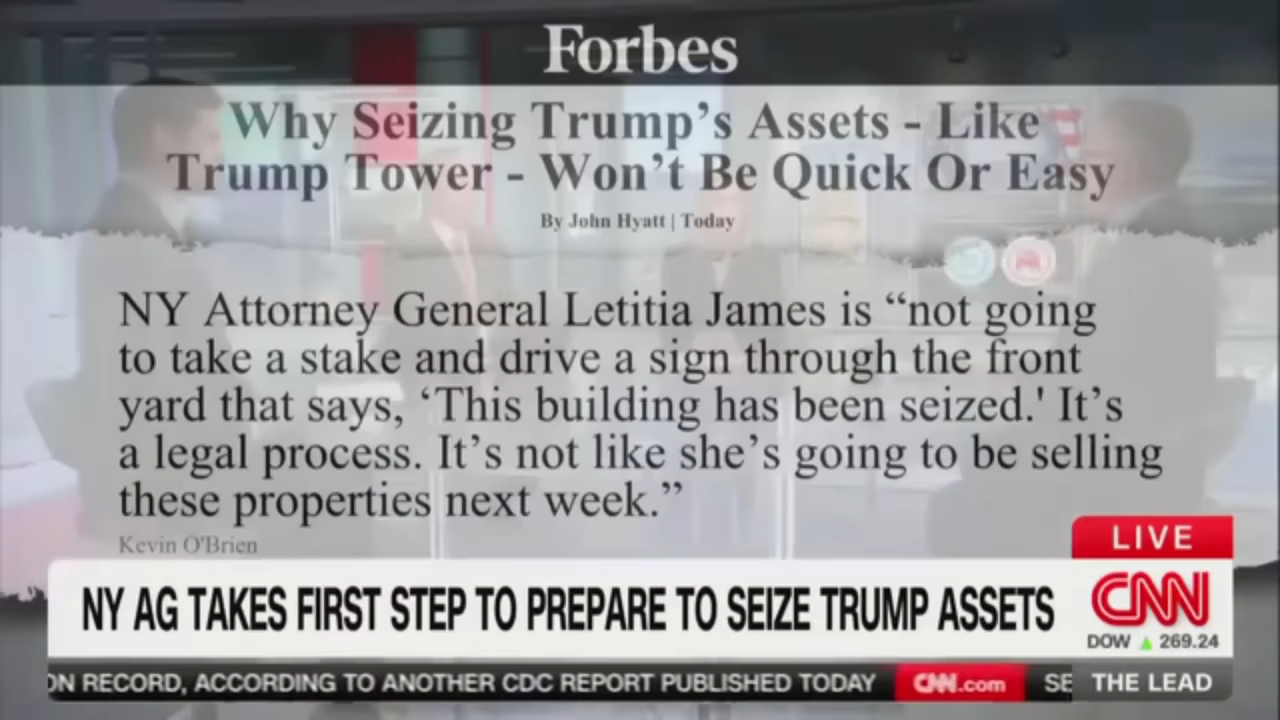 Forbes
Why Seizing Trump's Assets - Like
Trump Tower - Won't Be Quick Or Easy
By John Hyatt | Today
NY Attorney General Letitia James is “not going
to take a stake and drive a sign through the front
yard that says, ‘This building has been seized.' It’s
a legal process. It’s not like she’s going to be selling
these properties next week.”
Kevin O'Brien
LIVE
NY AG TAKES FIRST STEP TO PREPARE TO SEIZE TRUMP ASSETS
CNN
DOW ▲ 269.24
ON RECORD, ACCORDING TO ANOTHER CDC REPORT PUBLISHED TODAY CNN.com SE THE LEAD